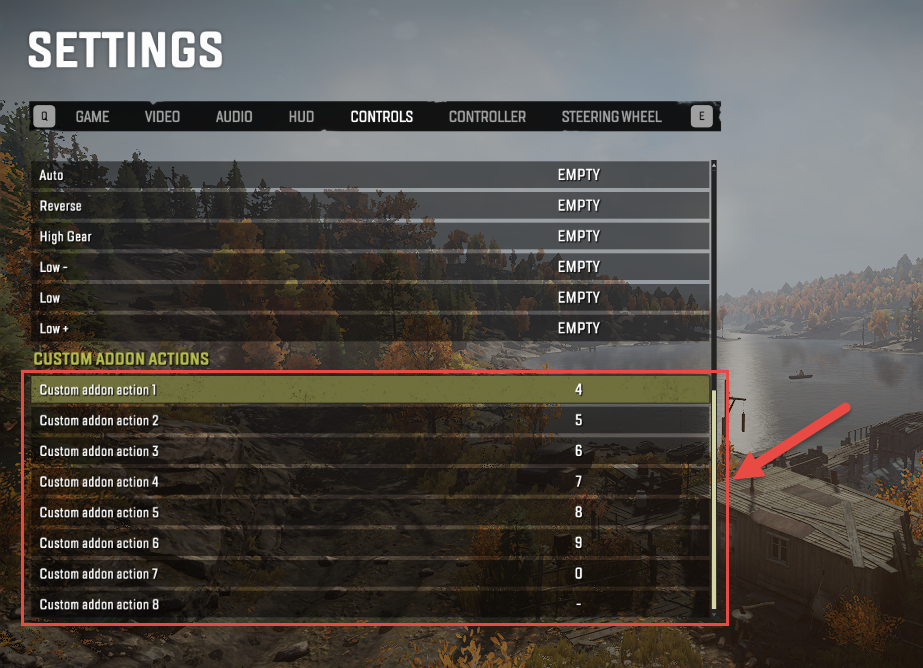 SETTINGS
Q GAME VIDEO AUDIO HUD CONTROLS CONTROLLER STEERING WHEEL E
Auto EMPTY
Reverse EMPTY
High Gear EMPTY
Low - EMPTY
Low EMPTY
Low + EMPTY
CUSTOM ADDON ACTIONS
Custom addon action 1 4
Custom addon action 2 5
Custom addon action 3 6
Custom addon action 4 7
Custom addon action 5 8
Custom addon action 6 9
Custom addon action 7 0
Custom addon action 8 -